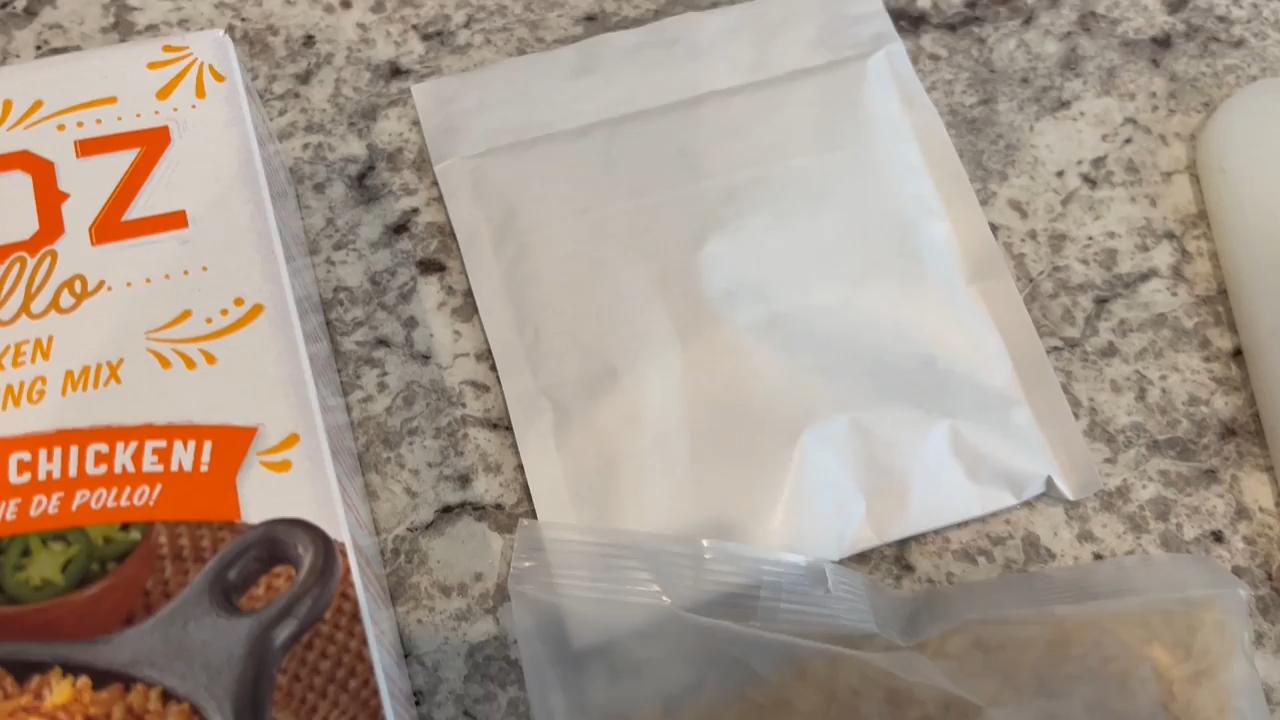 OZ
llo
KEN
NG MIX
CHICKEN!
IE DE POLLO!